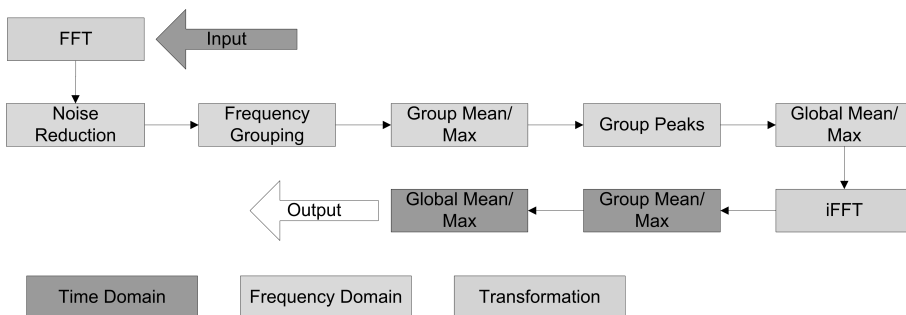 FFT
Input
Noise
Reduction
Frequency
Grouping
Group Mean/
Max
Group Peaks
Global Mean/
Max
Output
Global Mean/
Max
Group Mean/
Max
iFFT
Time Domain
Frequency Domain
Transformation